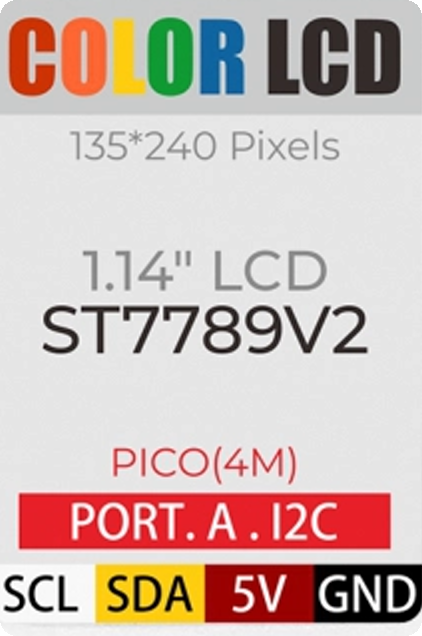 COLOR LCD
135*240 Pixels
1.14" LCD
ST7789V2
PICO(4M)
PORT. A . I2C
SCL SDA 5V GND